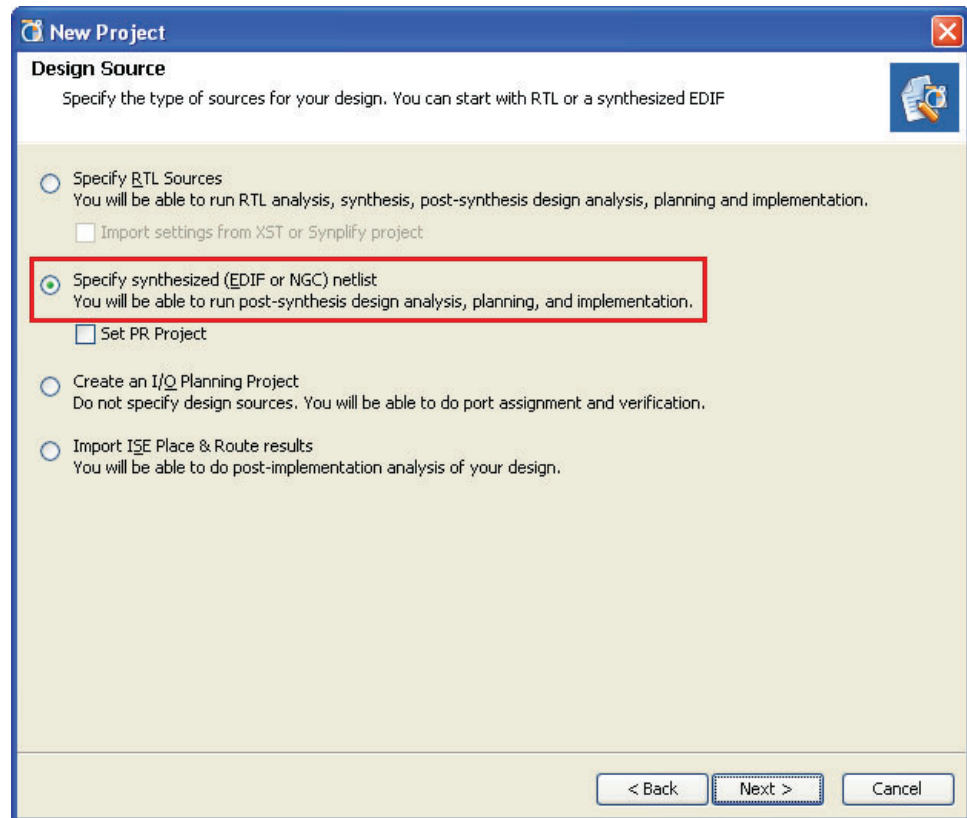 New Project
Design Source
Specify the type of sources for your design. You can start with RTL or a synthesized EDIF
Specify RTL Sources
You will be able to run RTL analysis, synthesis, post-synthesis design analysis, planning and implementation.
Import settings from XST or Synplify project
Specify synthesized (EDIF or NGC) netlist
You will be able to run post-synthesis design analysis, planning, and implementation.
Set PR Project
Create an I/O Planning Project
Do not specify design sources. You will be able to do port assignment and verification.
Import ISE Place & Route results
You will be able to do post-implementation analysis of your design.
< Back Next > Cancel